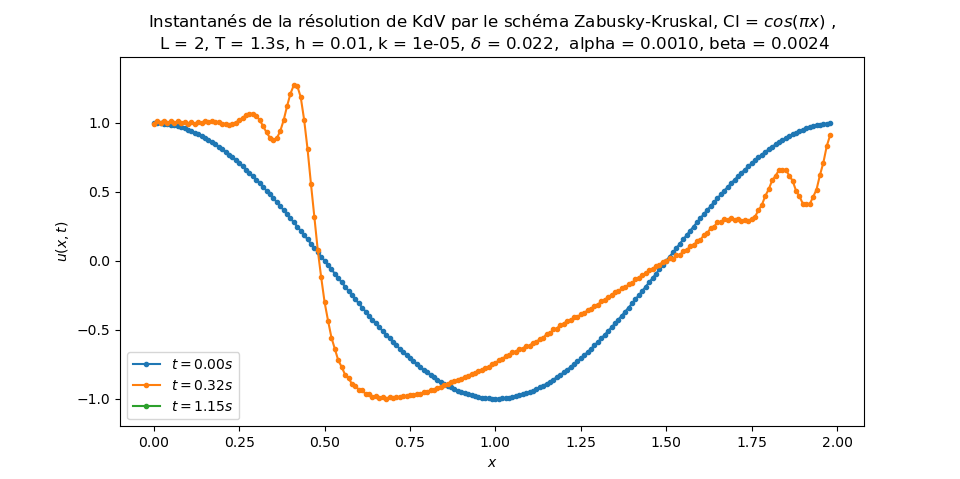 Instantanés de la résolution de KdV par le schéma Zabusky-Kruskal, CI = cos(πx) ,
L = 2, T = 1.3s, h = 0.01, k = 1e-05, δ = 0.022, alpha = 0.0010, beta = 0.0024
u(x, t)
1.0
0.5
0.0
−0.5
−1.0
t = 0.00s
t = 0.32s
t = 1.15s
0.00 0.25 0.50 0.75 1.00 1.25 1.50 1.75 2.00
x